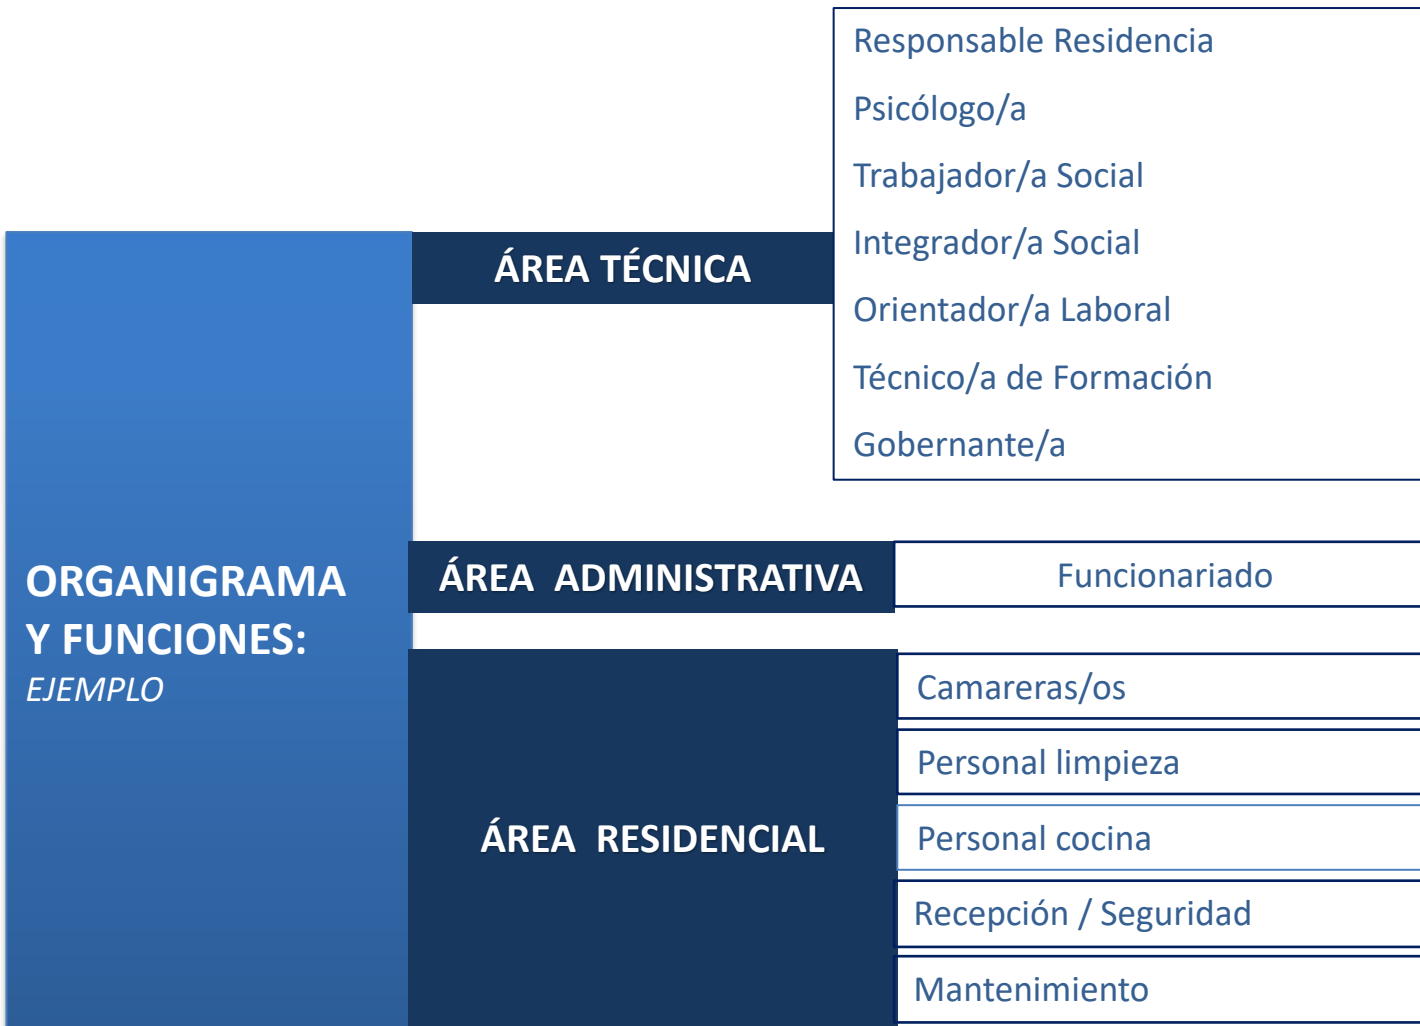 ORGANIGRAMA
Y FUNCIONES:
EJEMPLO
ÁREA TÉCNICA
Responsable Residencia
Psicólogo/a
Trabajador/a Social
Integrador/a Social
Orientador/a Laboral
Técnico/a de Formación
Gobernante/a
ÁREA ADMINISTRATIVA
Funcionariado
ÁREA RESIDENCIAL
Camareras/os
Personal limpieza
Personal cocina
Recepción / Seguridad
Mantenimiento